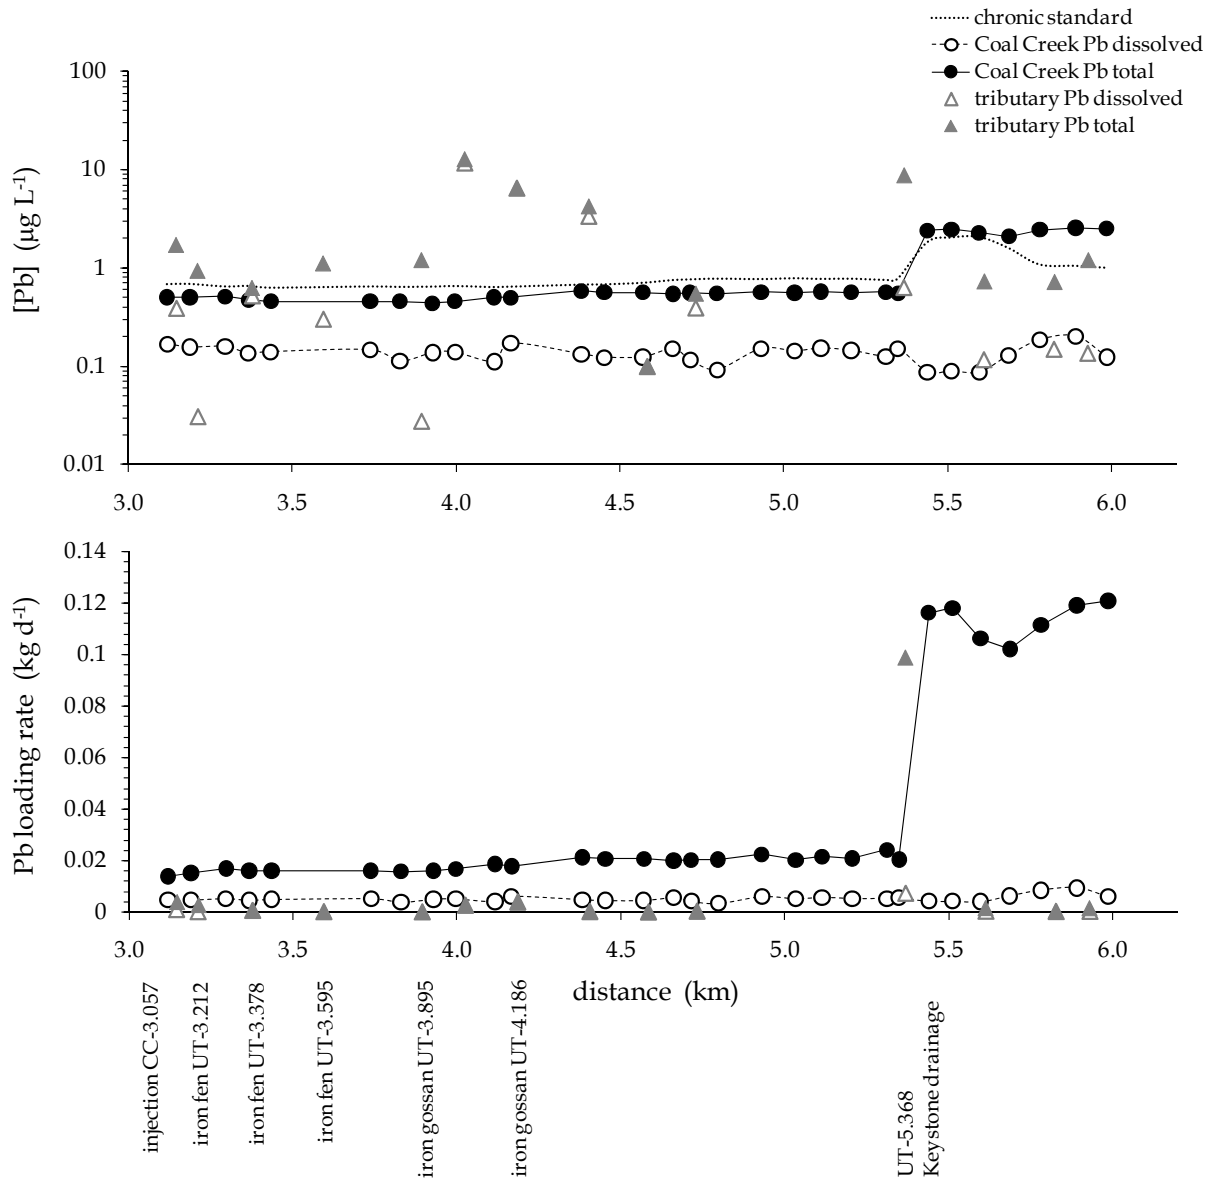 chronic standard
Coal Creek Pb dissolved
Coal Creek Pb total
tributary Pb dissolved
tributary Pb total
[Pb] (µg L-1)
100
10
1
0.1
0.01
3.0 3.5 4.0 4.5 5.0 5.5 6.0
Pb loading rate (kg d-1)
0.14
0.12
0.1
0.08
0.06
0.04
0.02
0
3.0 3.5 4.0 4.5 5.0 5.5 6.0
distance (km)
injection CC-3.057
iron fen UT-3.212
iron fen UT-3.378
iron fen UT-3.595
iron gossan UT-3.895
iron gossan UT-4.186
UT-5.368
Keystone drainage